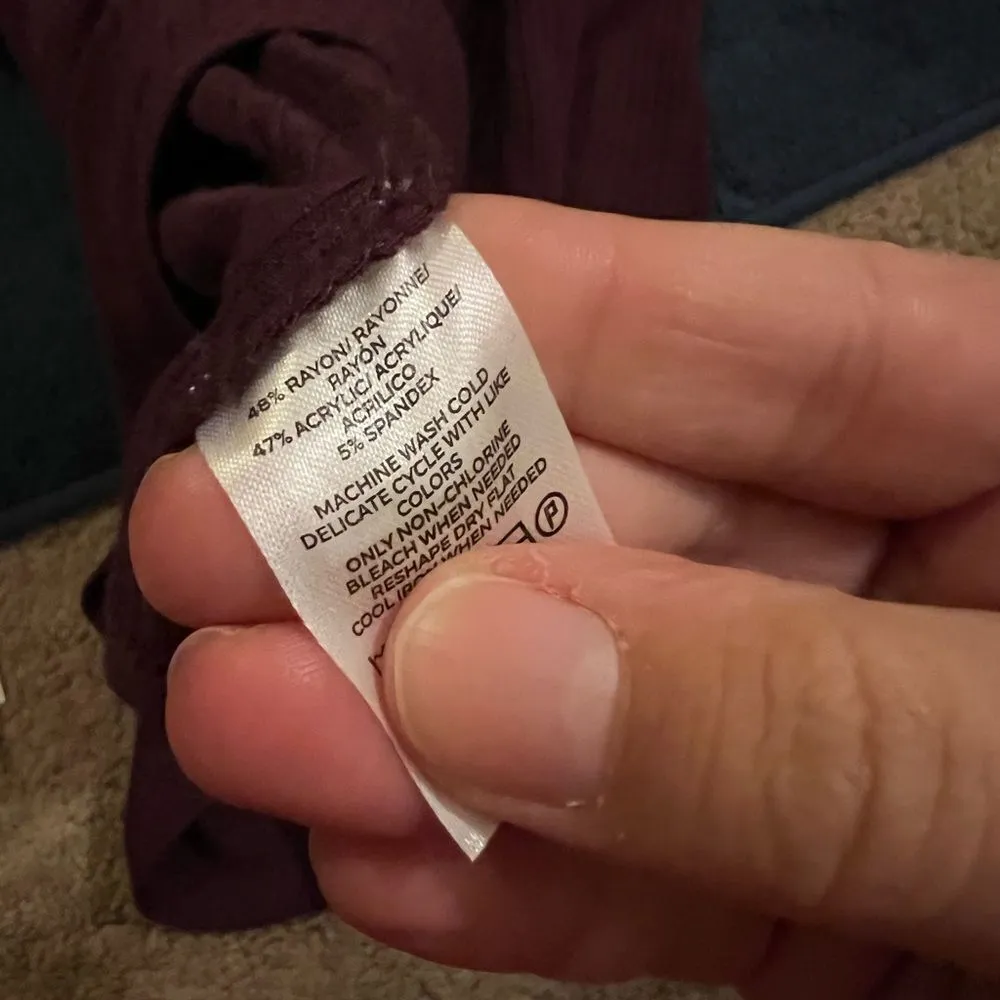 48% RAYON/ RAYONNE/
RAYON
47% ACRYLIC/ ACRYLIQUE/
ACRILICO
5% SPANDEX
MACHINE WASH COLD
DELICATE CYCLE WITH LIKE
COLORS
ONLY NON-CHLORINE
BLEACH WHEN NEEDED
RESHAPE DRY FLAT
COOL IRON WHEN NEEDED
P